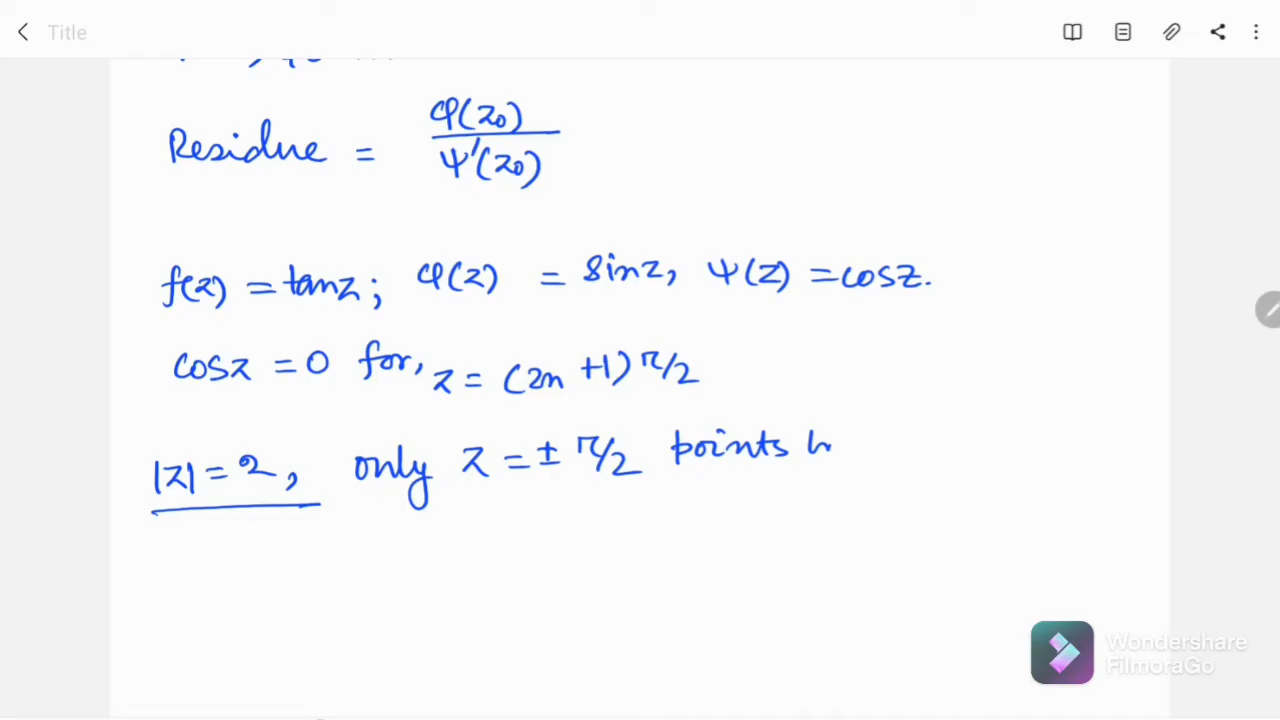 Title
Residue = φ(z0)
ψ'(z0)
f(z) = tanz; φ(z) = sinz, ψ(z) = cosz.
cosz = 0 for, z = (2n +1) π/2
|z| = 2, only z = ± π/2 points
Wondershare
FilmoraGo